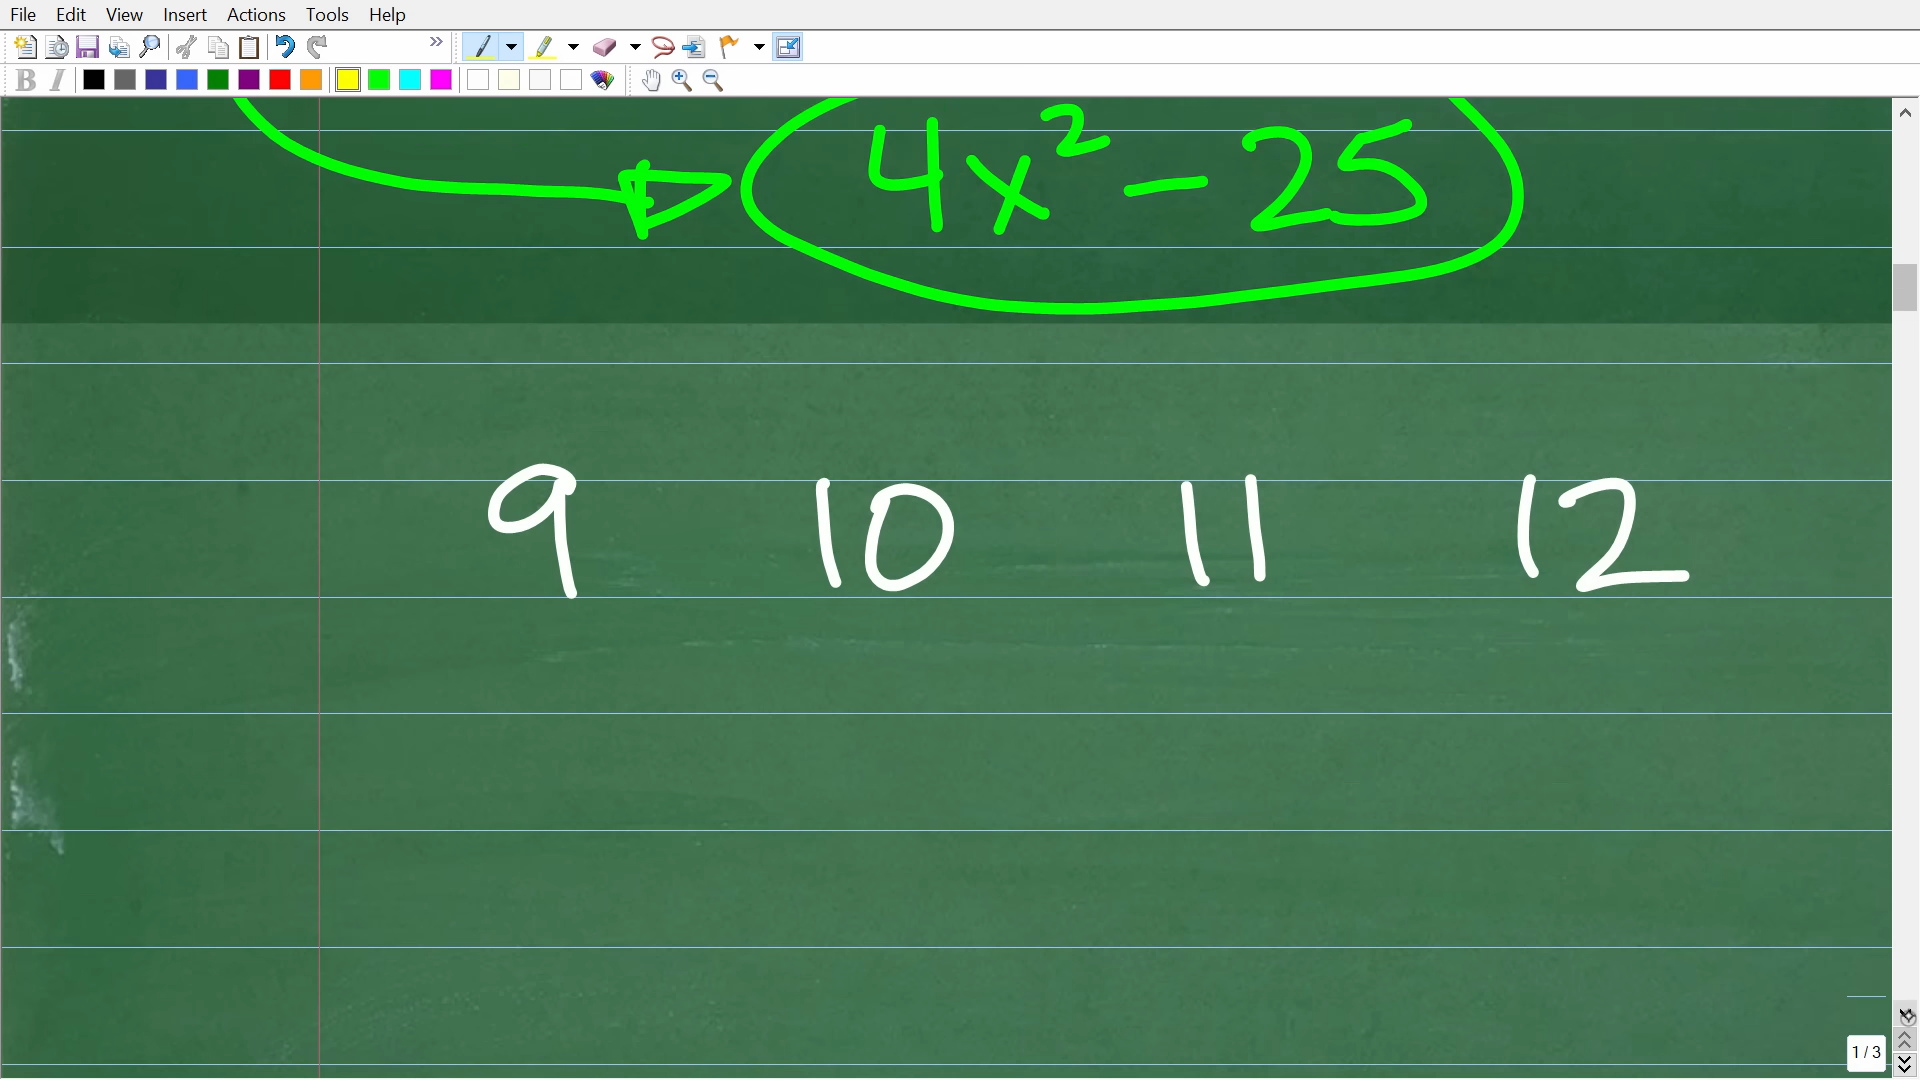 File Edit View Insert Actions Tools Help
B I
4x² - 25
9 10 11 12
1 / 3